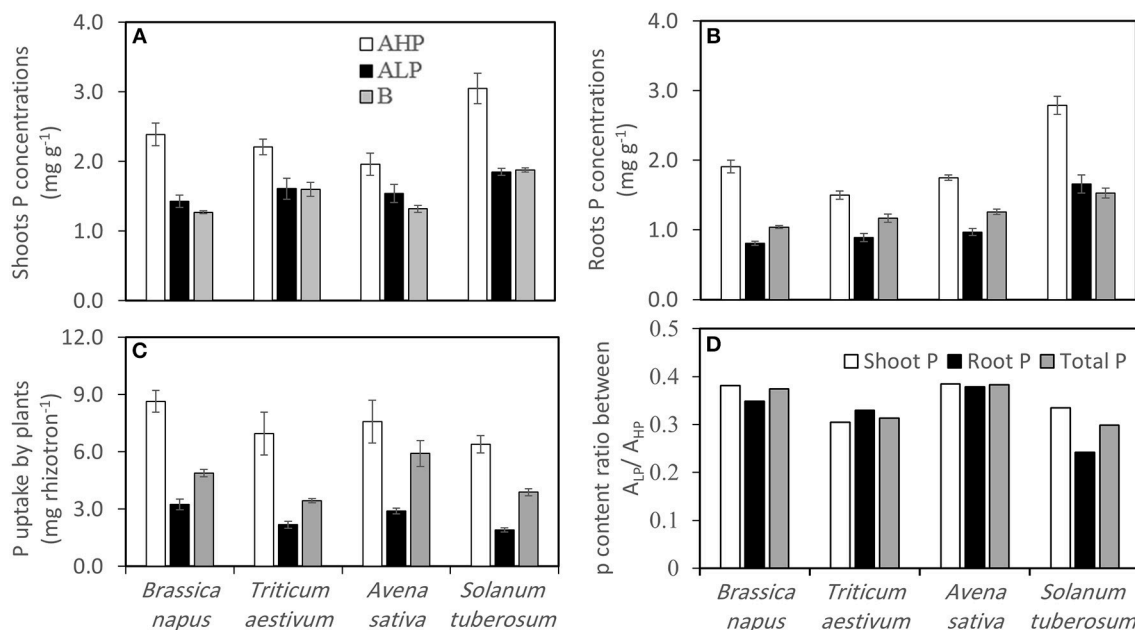 A
Shoots P concentrations
(mg g⁻¹)
4.0
3.0
2.0
1.0
0.0
AHP
ALP
B
B
Roots P concentrations
(mg g⁻¹)
4.0
3.0
2.0
1.0
0.0
C
P uptake by plants
(mg rhizotron⁻¹)
12.0
9.0
6.0
3.0
0.0
Brassica napus
Triticum aestivum
Avena sativa
Solanum tuberosum
D
p content ratio between
A_LP/ A_HP
0.5
0.4
0.3
0.2
0.1
0
Shoot P Root P Total P
Brassica napus
Triticum aestivum
Avena sativa
Solanum tuberosum